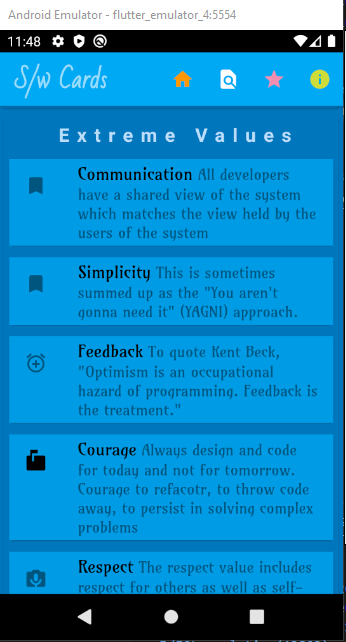 Android Emulator - flutter_emulator_4:5554
11:48
S/w Cards
Extreme Values
Communication All developers
have a shared view of the system
which matches the view held by the
users of the system
Simplicity This is sometimes
summed up as the "You aren't
gonna need it" (YAGNI) approach.
Feedback To quote Kent Beck,
"Optimism is an occupational
hazard of programming. Feedback is
the treatment."
Courage Always design and code
for today and not for tomorrow.
Courage to refacotr, to throw code
away, to persist in solving complex
problems
Respect The respect value includes
respect for others as well as self-